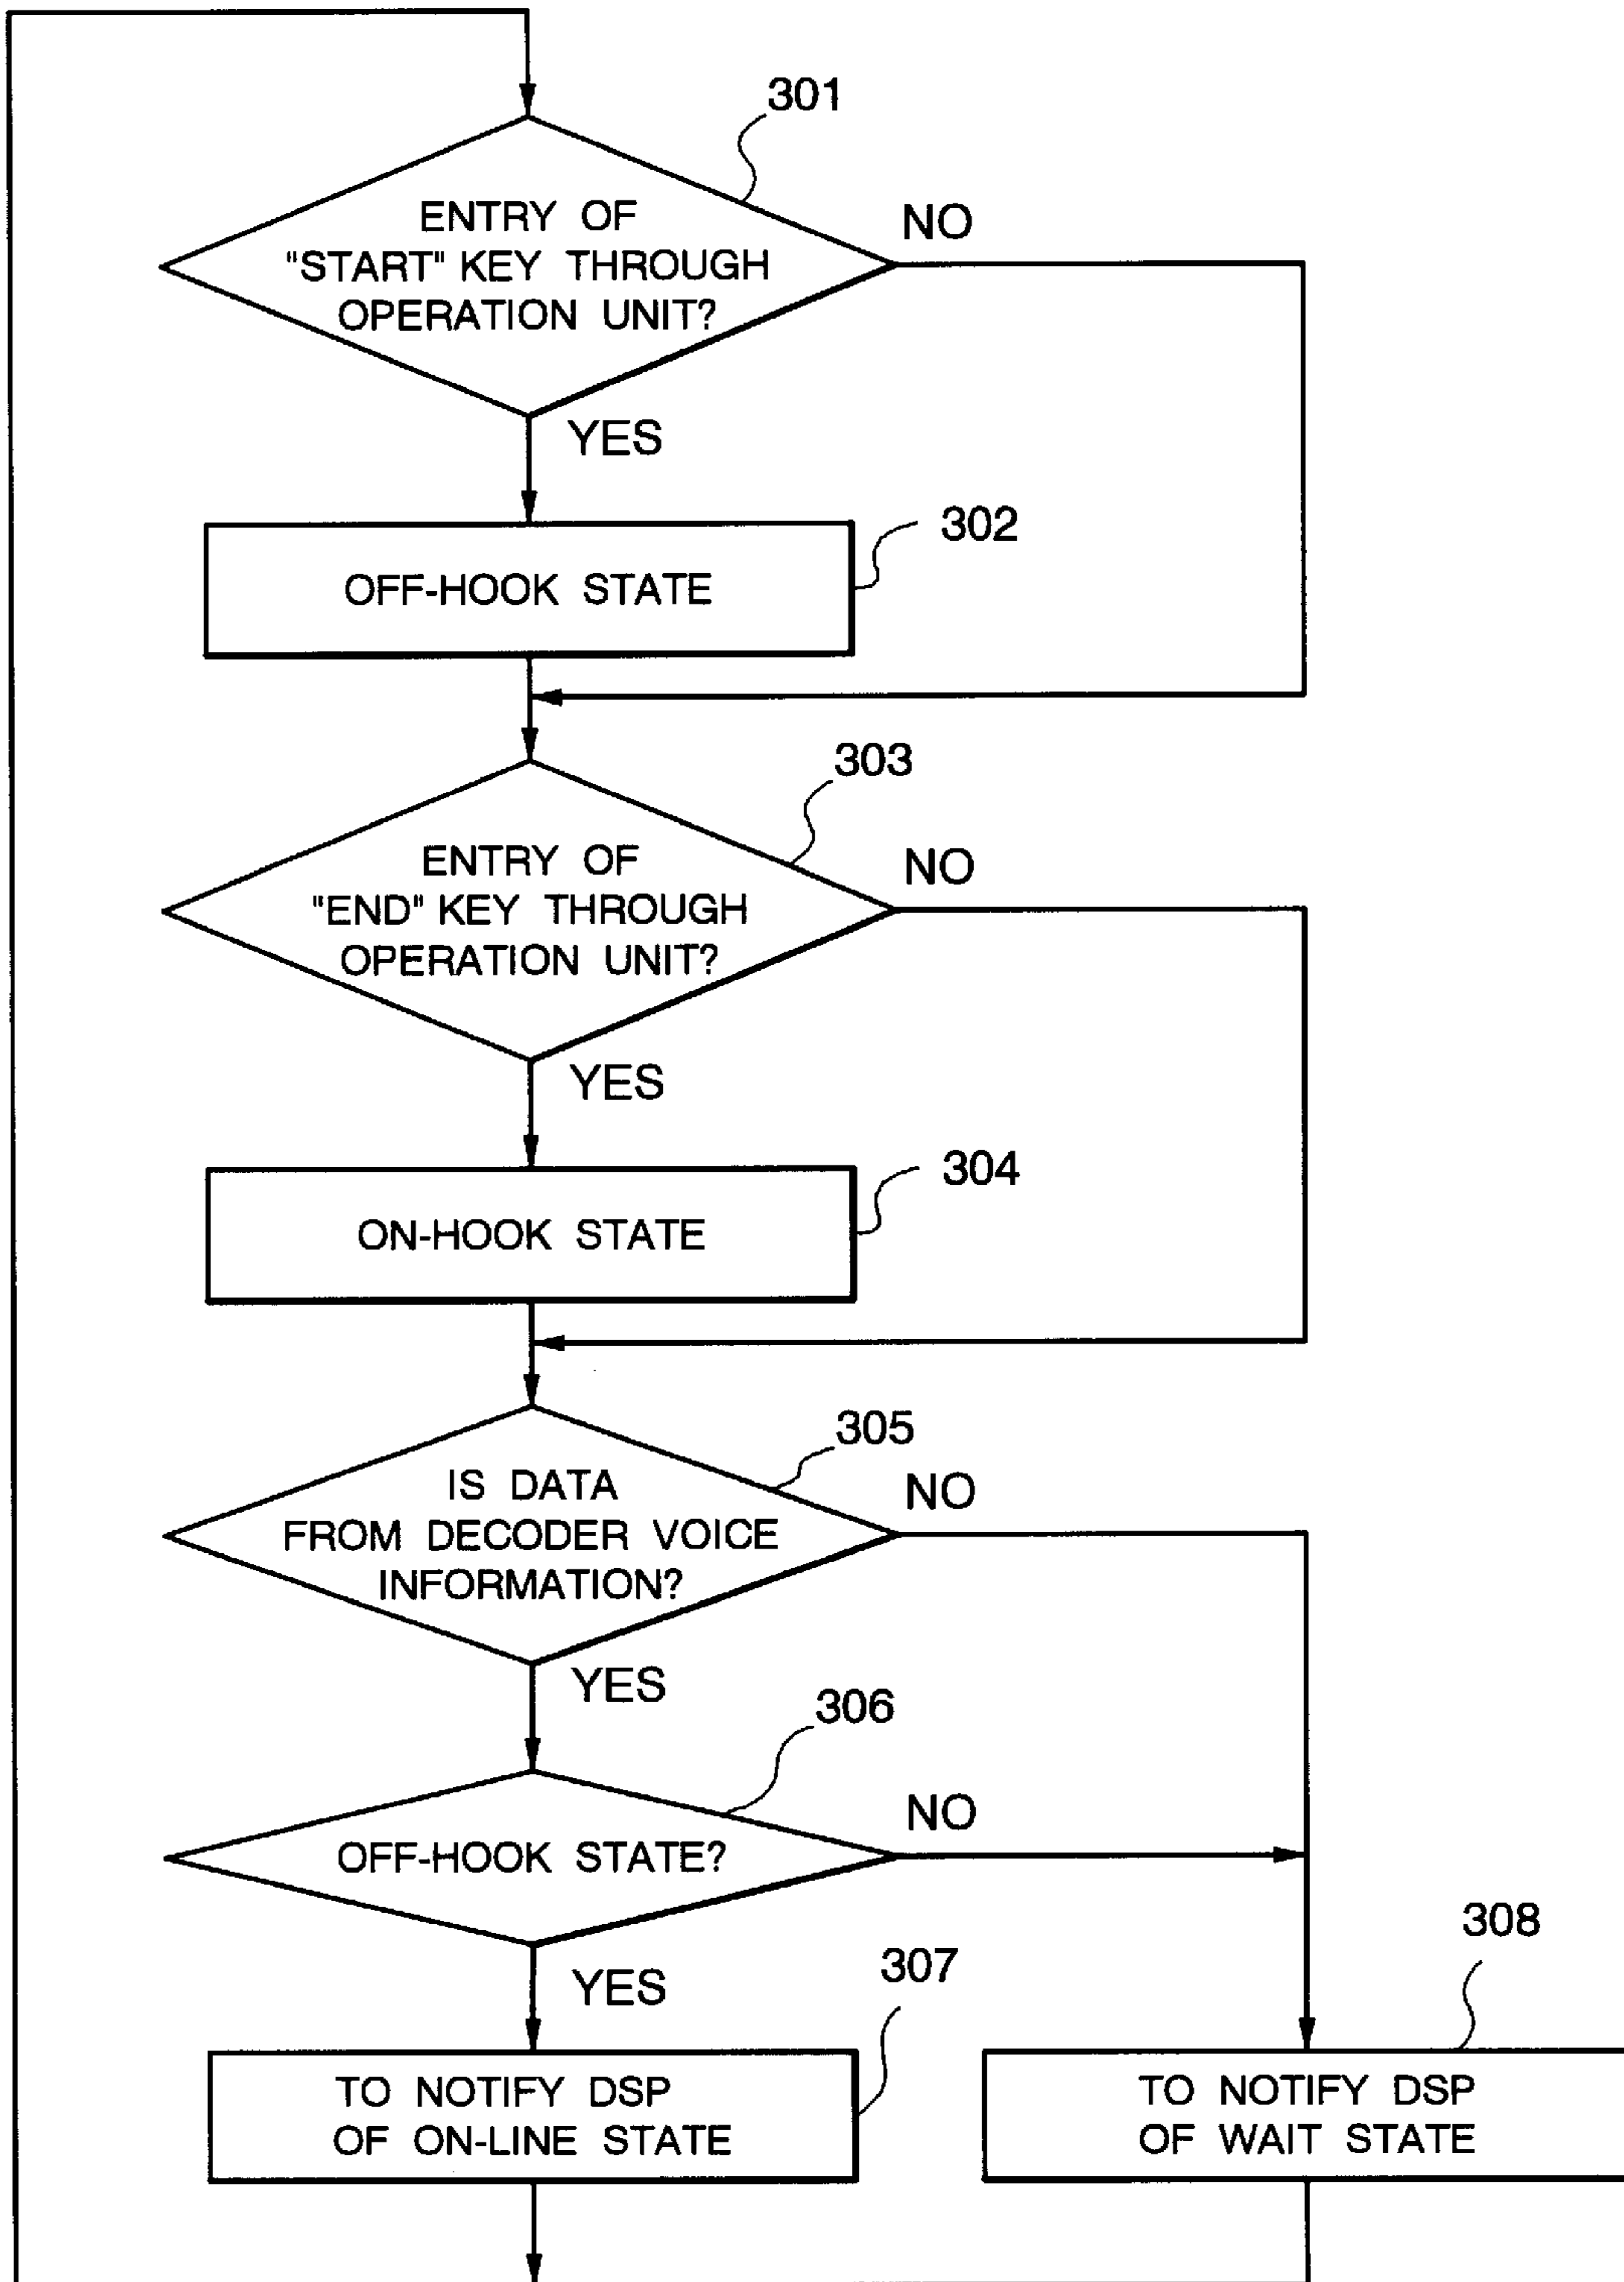 301
ENTRY OF
"START" KEY THROUGH
OPERATION UNIT?
NO
YES
302
OFF-HOOK STATE
303
ENTRY OF
"END" KEY THROUGH
OPERATION UNIT?
NO
YES
304
ON-HOOK STATE
305
IS DATA
FROM DECODER VOICE
INFORMATION?
NO
YES
306
OFF-HOOK STATE?
NO
YES
307
TO NOTIFY DSP
OF ON-LINE STATE
308
TO NOTIFY DSP
OF WAIT STATE